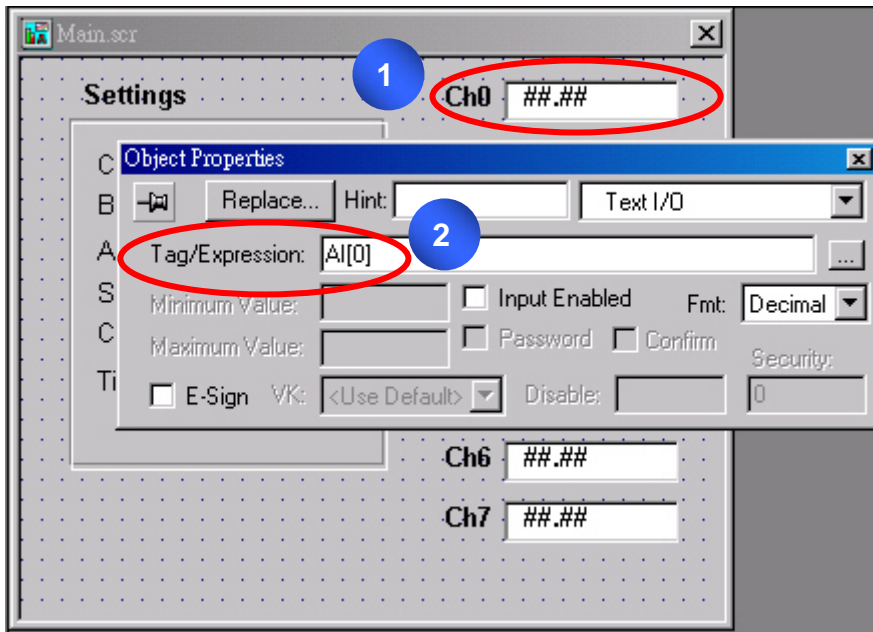 Main.scr
1
Settings
Ch0 ##.##
Object Properties
C
B
A
S
C
Ti
Replace... Hint: Text I/O
2
Tag/Expression: AI[0] ...
Minimum Value: Input Enabled Fmt: Decimal
Maximum Value: Password Confirm
Security:
E-Sign VK: <Use Default> Disable: 0
Ch6 ##.##
Ch7 ##.##